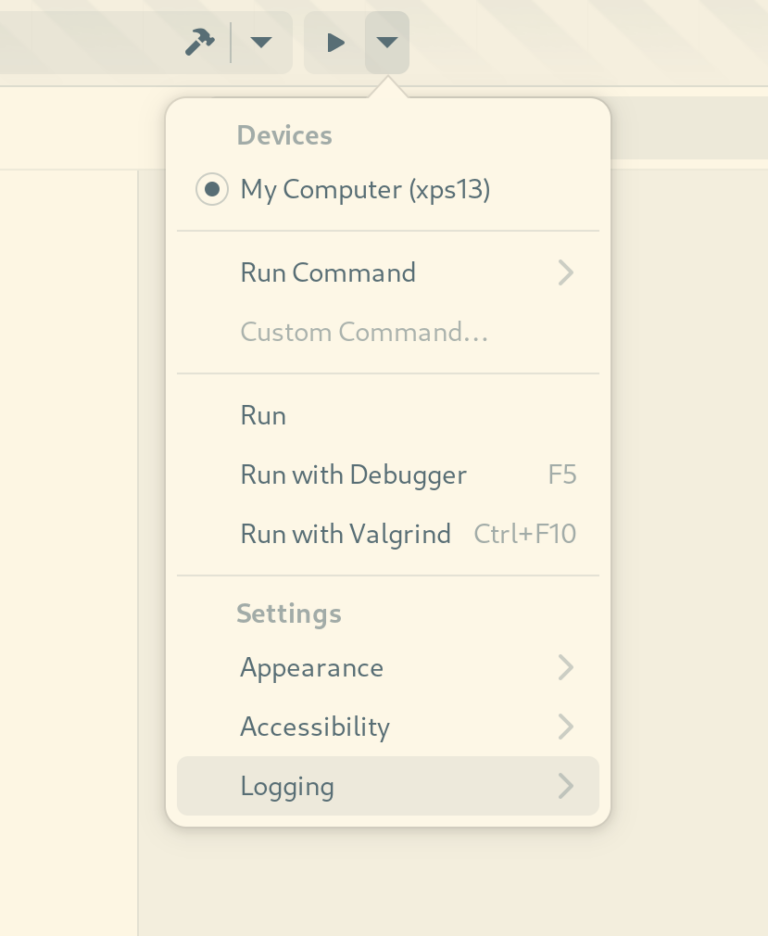 Devices
My Computer (xps13)
Run Command
Custom Command…
Run
Run with Debugger F5
Run with Valgrind Ctrl+F10
Settings
Appearance
Accessibility
Logging